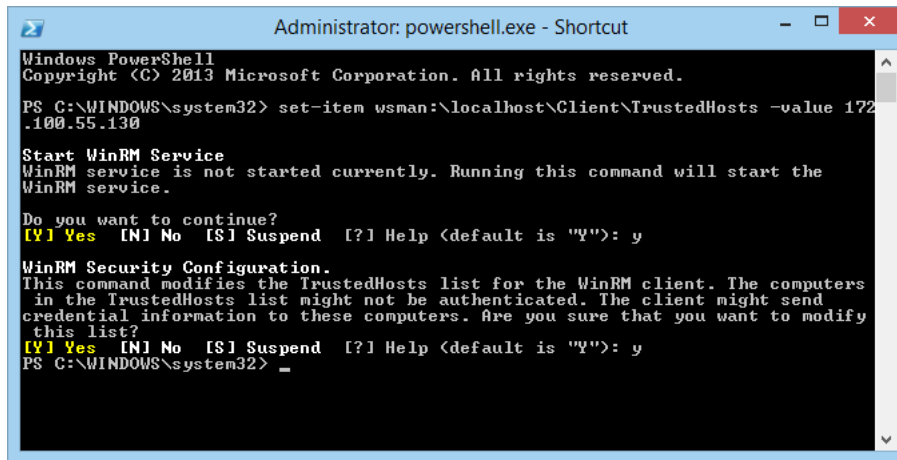 Administrator: powershell.exe - Shortcut
Windows PowerShell
Copyright (C) 2013 Microsoft Corporation. All rights reserved.
PS C:\WINDOWS\system32> set-item wsman:\localhost\Client\TrustedHosts -value 172
.100.55.130
Start WinRM Service
WinRM service is not started currently. Running this command will start the
WinRM service.
Do you want to continue?
[Y] Yes  [N] No  [S] Suspend  [?] Help (default is "Y"): y
WinRM Security Configuration.
This command modifies the TrustedHosts list for the WinRM client. The computers
 in the TrustedHosts list might not be authenticated. The client might send
credential information to these computers. Are you sure that you want to modify
 this list?
[Y] Yes  [N] No  [S] Suspend  [?] Help (default is "Y"): y
PS C:\WINDOWS\system32> _